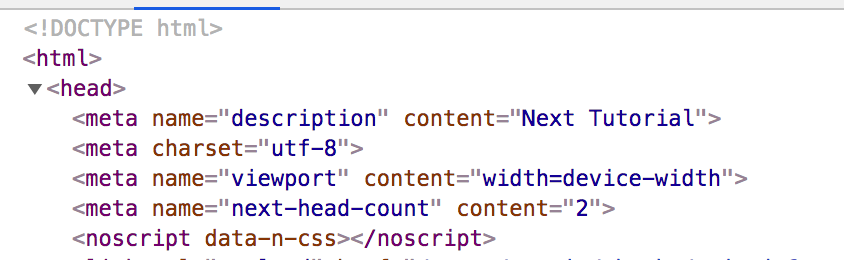 <!DOCTYPE html>
<html>
<head>
<meta name="description" content="Next Tutorial">
<meta charset="utf-8">
<meta name="viewport" content="width=device-width">
<meta name="next-head-count" content="2">
<noscript data-n-css></noscript>